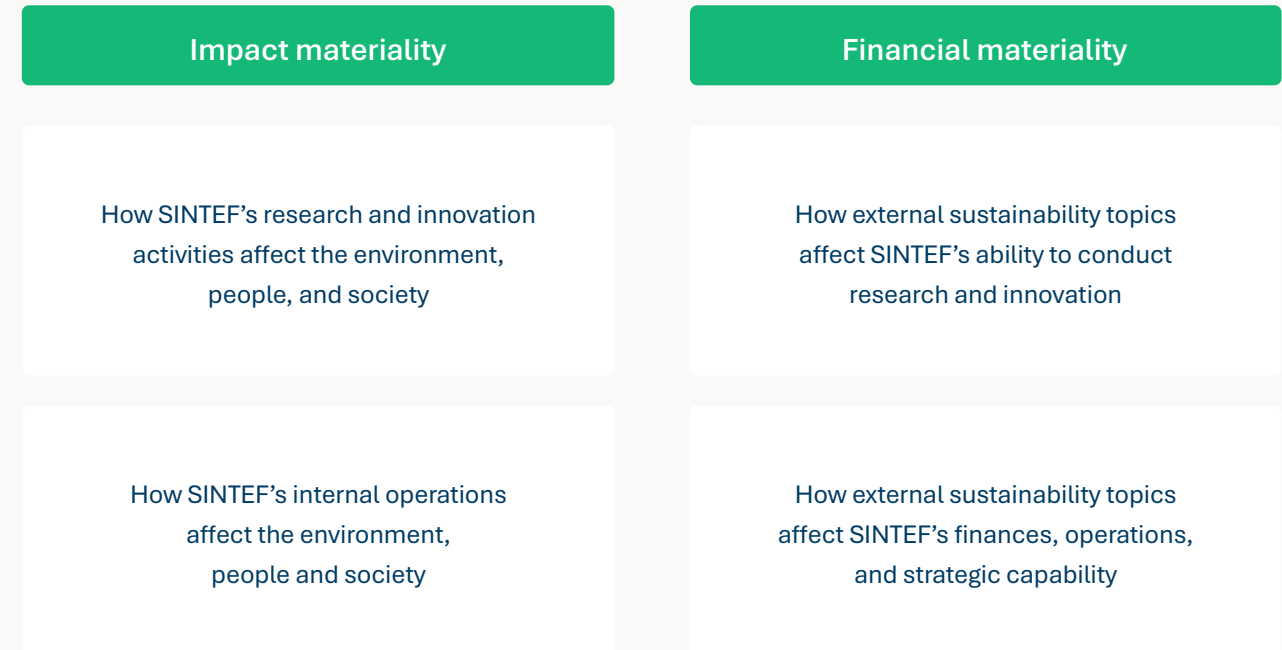 Impact materiality
Financial materiality
How SINTEF’s research and innovation
activities affect the environment,
people, and society
How external sustainability topics
affect SINTEF’s ability to conduct
research and innovation
How SINTEF’s internal operations
affect the environment,
people and society
How external sustainability topics
affect SINTEF’s finances, operations,
and strategic capability